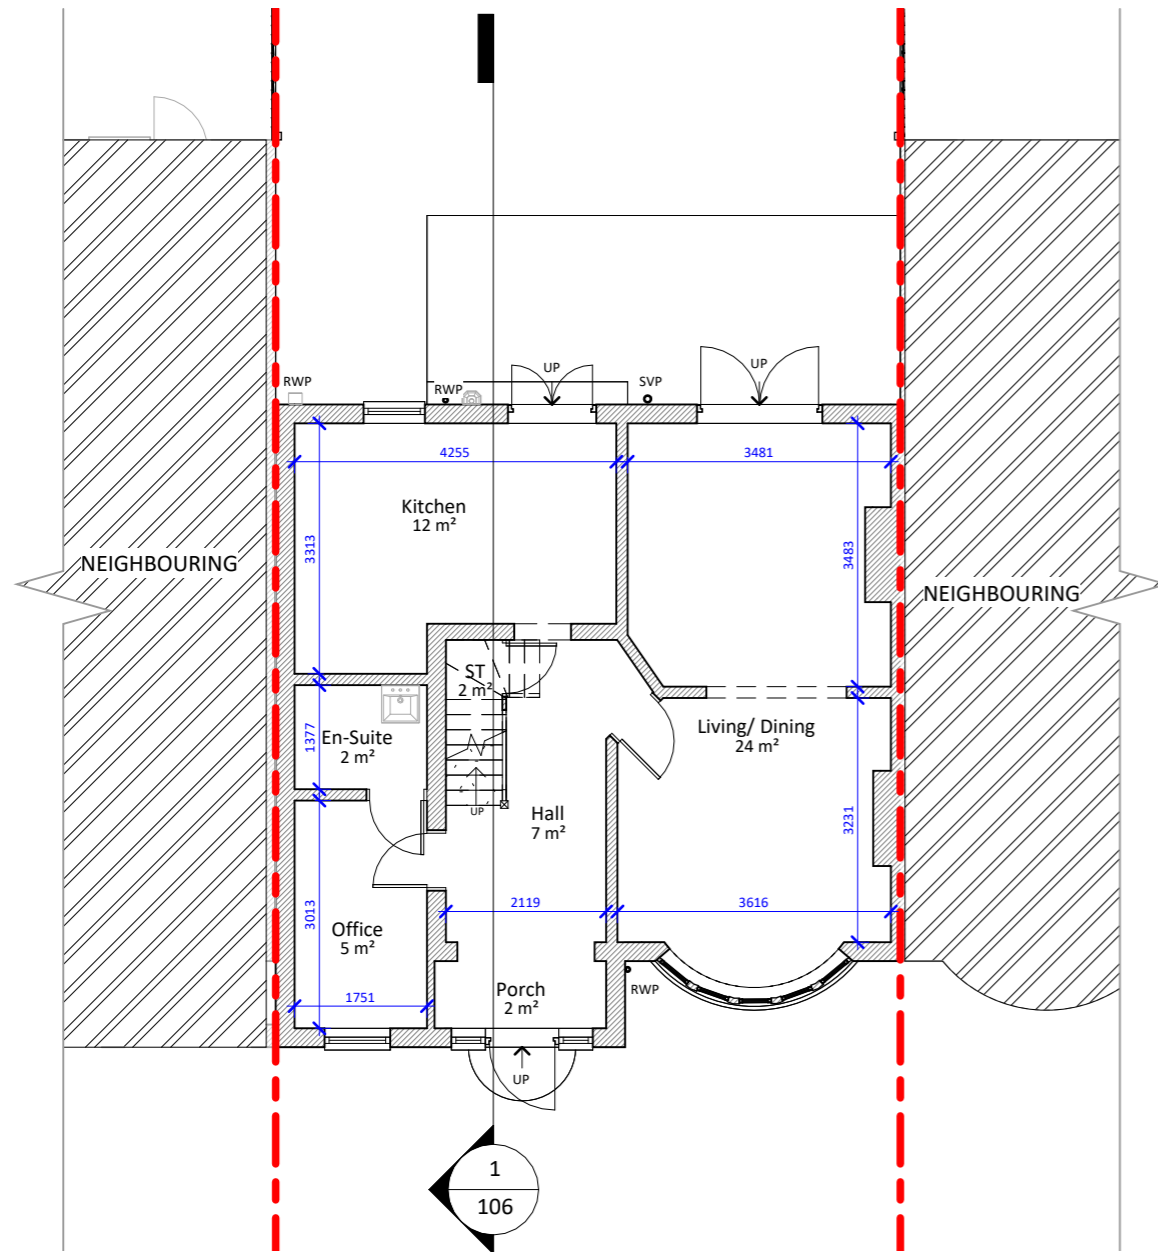 UP
UP
RWP
RWP
SVP
4255
3481
Kitchen
12 m²
3313
3483
NEIGHBOURING
NEIGHBOURING
ST
2 m²
En-Suite
2 m²
1377
Living/ Dining
24 m²
UP
Hall
7 m²
3231
3013
2119
3616
Office
5 m²
1751
Porch
2 m²
RWP
UP
1
106